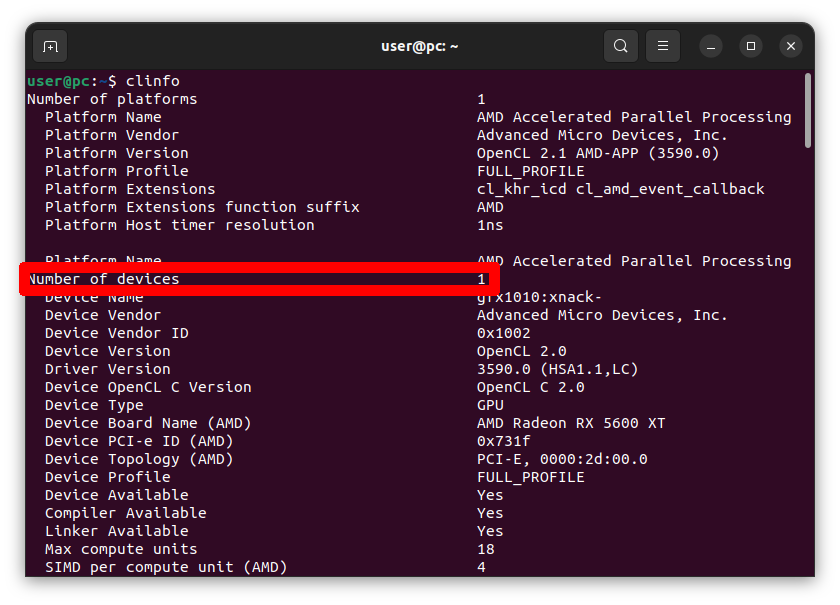 user@pc: ~
user@pc:~$ clinfo
Number of platforms 1
Platform Name AMD Accelerated Parallel Processing
Platform Vendor Advanced Micro Devices, Inc.
Platform Version OpenCL 2.1 AMD-APP (3590.0)
Platform Profile FULL_PROFILE
Platform Extensions cl_khr_icd cl_amd_event_callback
Platform Extensions function suffix AMD
Platform Host timer resolution 1ns
Platform Name AMD Accelerated Parallel Processing
Number of devices 1
Device Name gfx1010:xnack-
Device Vendor Advanced Micro Devices, Inc.
Device Vendor ID 0x1002
Device Version OpenCL 2.0
Driver Version 3590.0 (HSA1.1,LC)
Device OpenCL C Version OpenCL C 2.0
Device Type GPU
Device Board Name (AMD) AMD Radeon RX 5600 XT
Device PCI-e ID (AMD) 0x731f
Device Topology (AMD) PCI-E, 0000:2d:00.0
Device Profile FULL_PROFILE
Device Available Yes
Compiler Available Yes
Linker Available Yes
Max compute units 18
SIMD per compute unit (AMD) 4